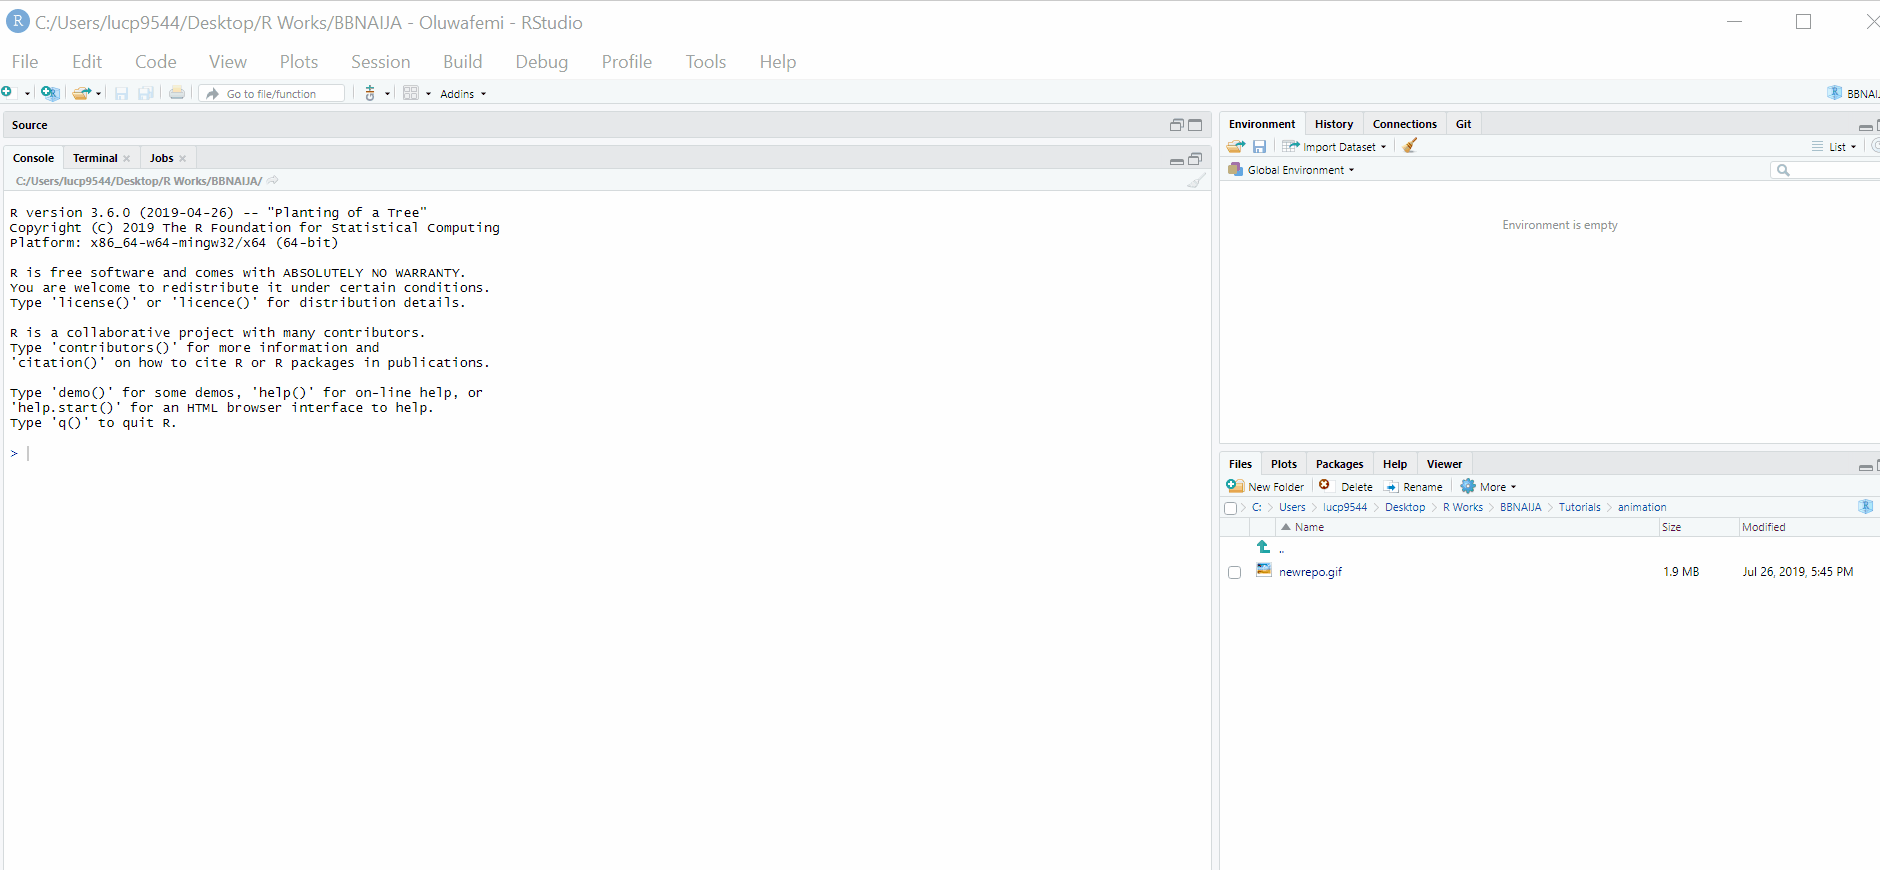 R C:/Users/lucp9544/Desktop/R Works/BBNAIJA - Oluwafemi - RStudio
File Edit Code View Plots Session Build Debug Profile Tools Help
Go to file/function Addins
Source
Console Terminal Jobs
C:/Users/lucp9544/Desktop/R Works/BBNAIJA/
R version 3.6.0 (2019-04-26) -- "Planting of a Tree"
Copyright (C) 2019 The R Foundation for Statistical Computing
Platform: x86_64-w64-mingw32/x64 (64-bit)
R is free software and comes with ABSOLUTELY NO WARRANTY.
You are welcome to redistribute it under certain conditions.
Type 'license()' or 'licence()' for distribution details.
R is a collaborative project with many contributors.
Type 'contributors()' for more information and
'citation()' on how to cite R or R packages in publications.
Type 'demo()' for some demos, 'help()' for on-line help, or
'help.start()' for an HTML browser interface to help.
Type 'q()' to quit R.
>
BBNAIJ
Environment History Connections Git
Import Dataset List
Global Environment
Environment is empty
Files Plots Packages Help Viewer
New Folder Delete Rename More
C: Users lucp9544 Desktop R Works BBNAIJA Tutorials animation
Name Size Modified
..
newrepo.gif 1.9 MB Jul 26, 2019, 5:45 PM